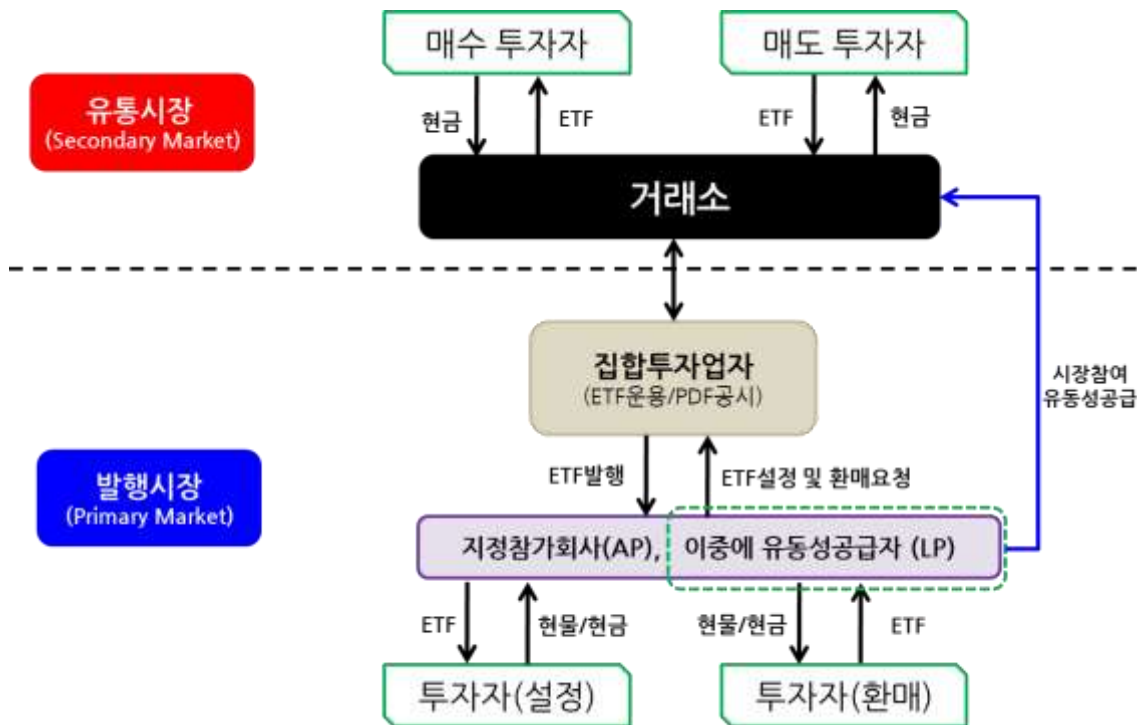 매수 투자자
매도 투자자
유통시장
(Secondary Market)
현금
ETF
ETF
현금
거래소
집합투자업자
(ETF운용/PDF공시)
시장참여
유동성공급
발행시장
(Primary Market)
ETF발행
ETF설정 및 환매요청
지정참가회사(AP), 이중에 유동성공급자 (LP)
ETF
현물/현금
현물/현금
ETF
투자자(설정)
투자자(환매)